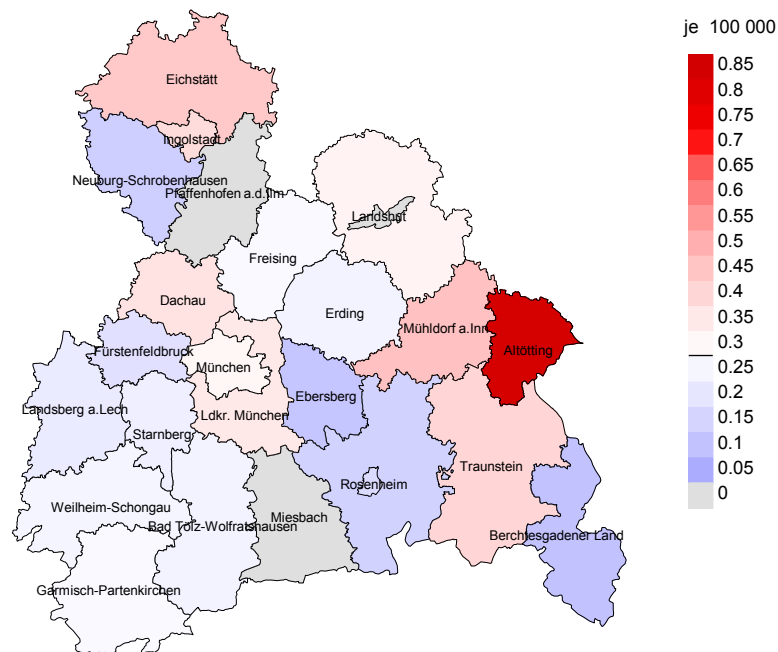 je 100 000
0.85
0.8
0.75
0.7
0.65
0.6
0.55
0.5
0.45
0.4
0.35
0.3
0.25
0.2
0.15
0.1
0.05
0
Eichstätt
Ingolstadt
Neuburg-Schrobenhausen
Pfaffenhofen a.d.Ilm
Landshut
Freising
Dachau
Erding
Mühldorf a.Inn
Altötting
Fürstenfeldbruck
München
Ebersberg
Landsberg a.Lech
Ldkr. München
Starnberg
Traunstein
Rosenheim
Weilheim-Schongau
Miesbach
Bad Tölz-Wolfratshausen
Berchtesgadener Land
Garmisch-Partenkirchen